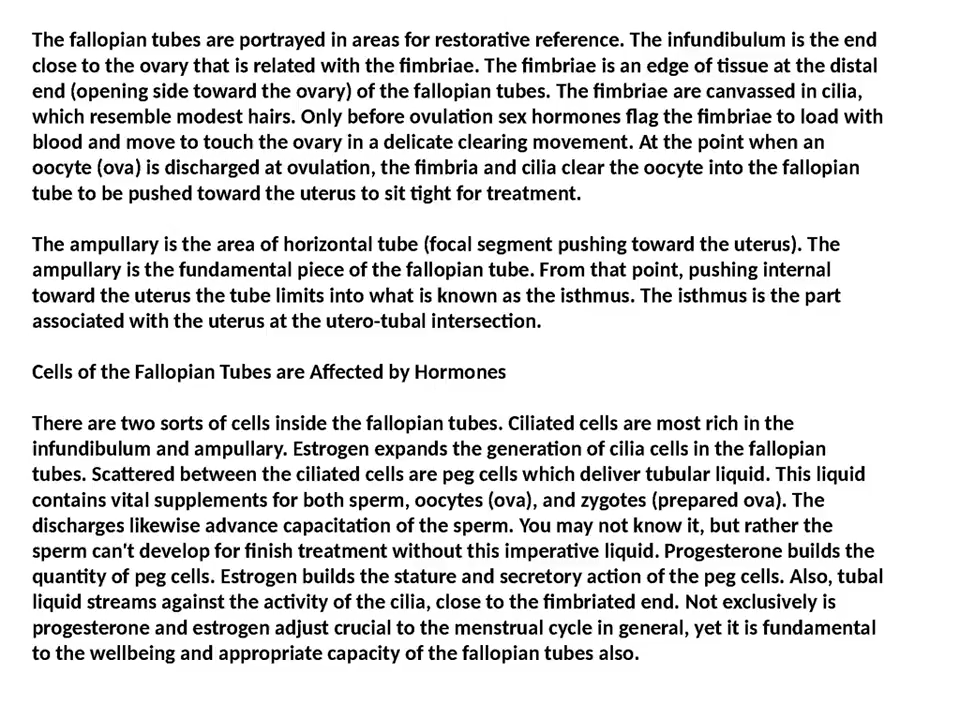 The fallopian tubes are portrayed in areas for restorative reference. The infundibulum is the end
close to the ovary that is related with the fimbriae. The fimbriae is an edge of tissue at the distal
end (opening side toward the ovary) of the fallopian tubes. The fimbriae are canvassed in cilia,
which resemble modest hairs. Only before ovulation sex hormones flag the fimbriae to load with
blood and move to touch the ovary in a delicate clearing movement. At the point when an
oocyte (ova) is discharged at ovulation, the fimbria and cilia clear the oocyte into the fallopian
tube to be pushed toward the uterus to sit tight for treatment.
The ampullary is the area of horizontal tube (focal segment pushing toward the uterus). The
ampullary is the fundamental piece of the fallopian tube. From that point, pushing internal
toward the uterus the tube limits into what is known as the isthmus. The isthmus is the part
associated with the uterus at the utero-tubal intersection.
Cells of the Fallopian Tubes are Affected by Hormones
There are two sorts of cells inside the fallopian tubes. Ciliated cells are most rich in the
infundibulum and ampullary. Estrogen expands the generation of cilia cells in the fallopian
tubes. Scattered between the ciliated cells are peg cells which deliver tubular liquid. This liquid
contains vital supplements for both sperm, oocytes (ova), and zygotes (prepared ova). The
discharges likewise advance capacitation of the sperm. You may not know it, but rather the
sperm can't develop for finish treatment without this imperative liquid. Progesterone builds the
quantity of peg cells. Estrogen builds the stature and secretory action of the peg cells. Also, tubal
liquid streams against the activity of the cilia, close to the fimbriated end. Not exclusively is
progesterone and estrogen adjust crucial to the menstrual cycle in general, yet it is fundamental
to the wellbeing and appropriate capacity of the fallopian tubes also.